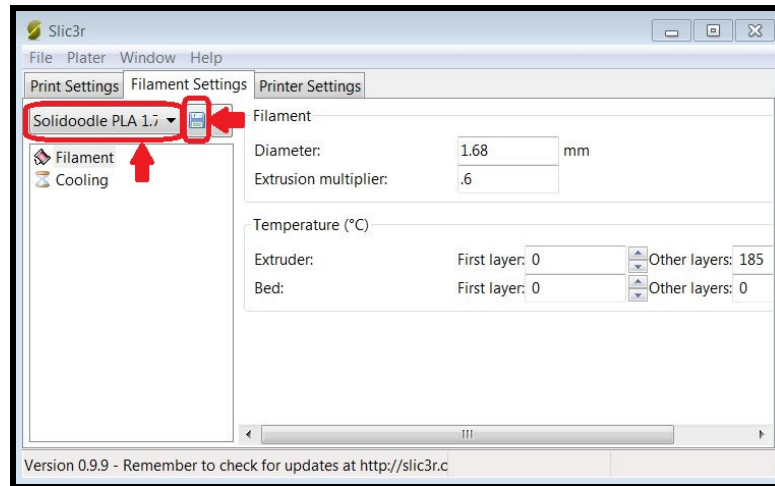 Slic3r
File Plater Window Help
Print Settings Filament Settings Printer Settings
Solidoodle PLA 1.7
Filament
Cooling
Filament
Diameter: 1.68 mm
Extrusion multiplier: .6
Temperature (°C)
Extruder: First layer: 0 Other layers: 185
Bed: First layer: 0 Other layers: 0
Version 0.9.9 - Remember to check for updates at http://slic3r.c